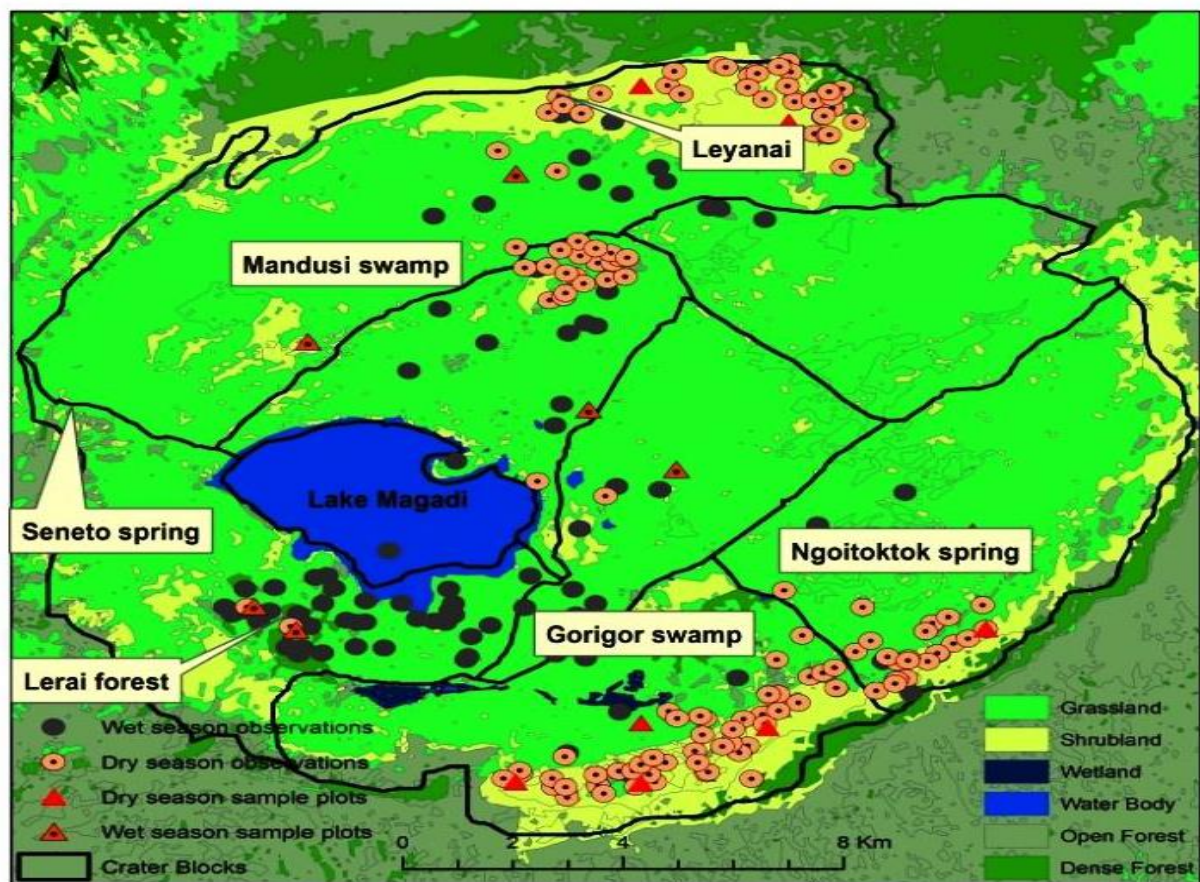 N
Leyanai
Mandusi swamp
Lake Magadi
Seneto spring
Ngoitoktok spring
Gorigor swamp
Lerai forest
Wet season observations
Dry season observations
Dry season sample plots
Wet season sample plots
Crater Blocks
0 2 4 8 Km
Grassland
Shrubland
Wetland
Water Body
Open Forest
Dense Forest